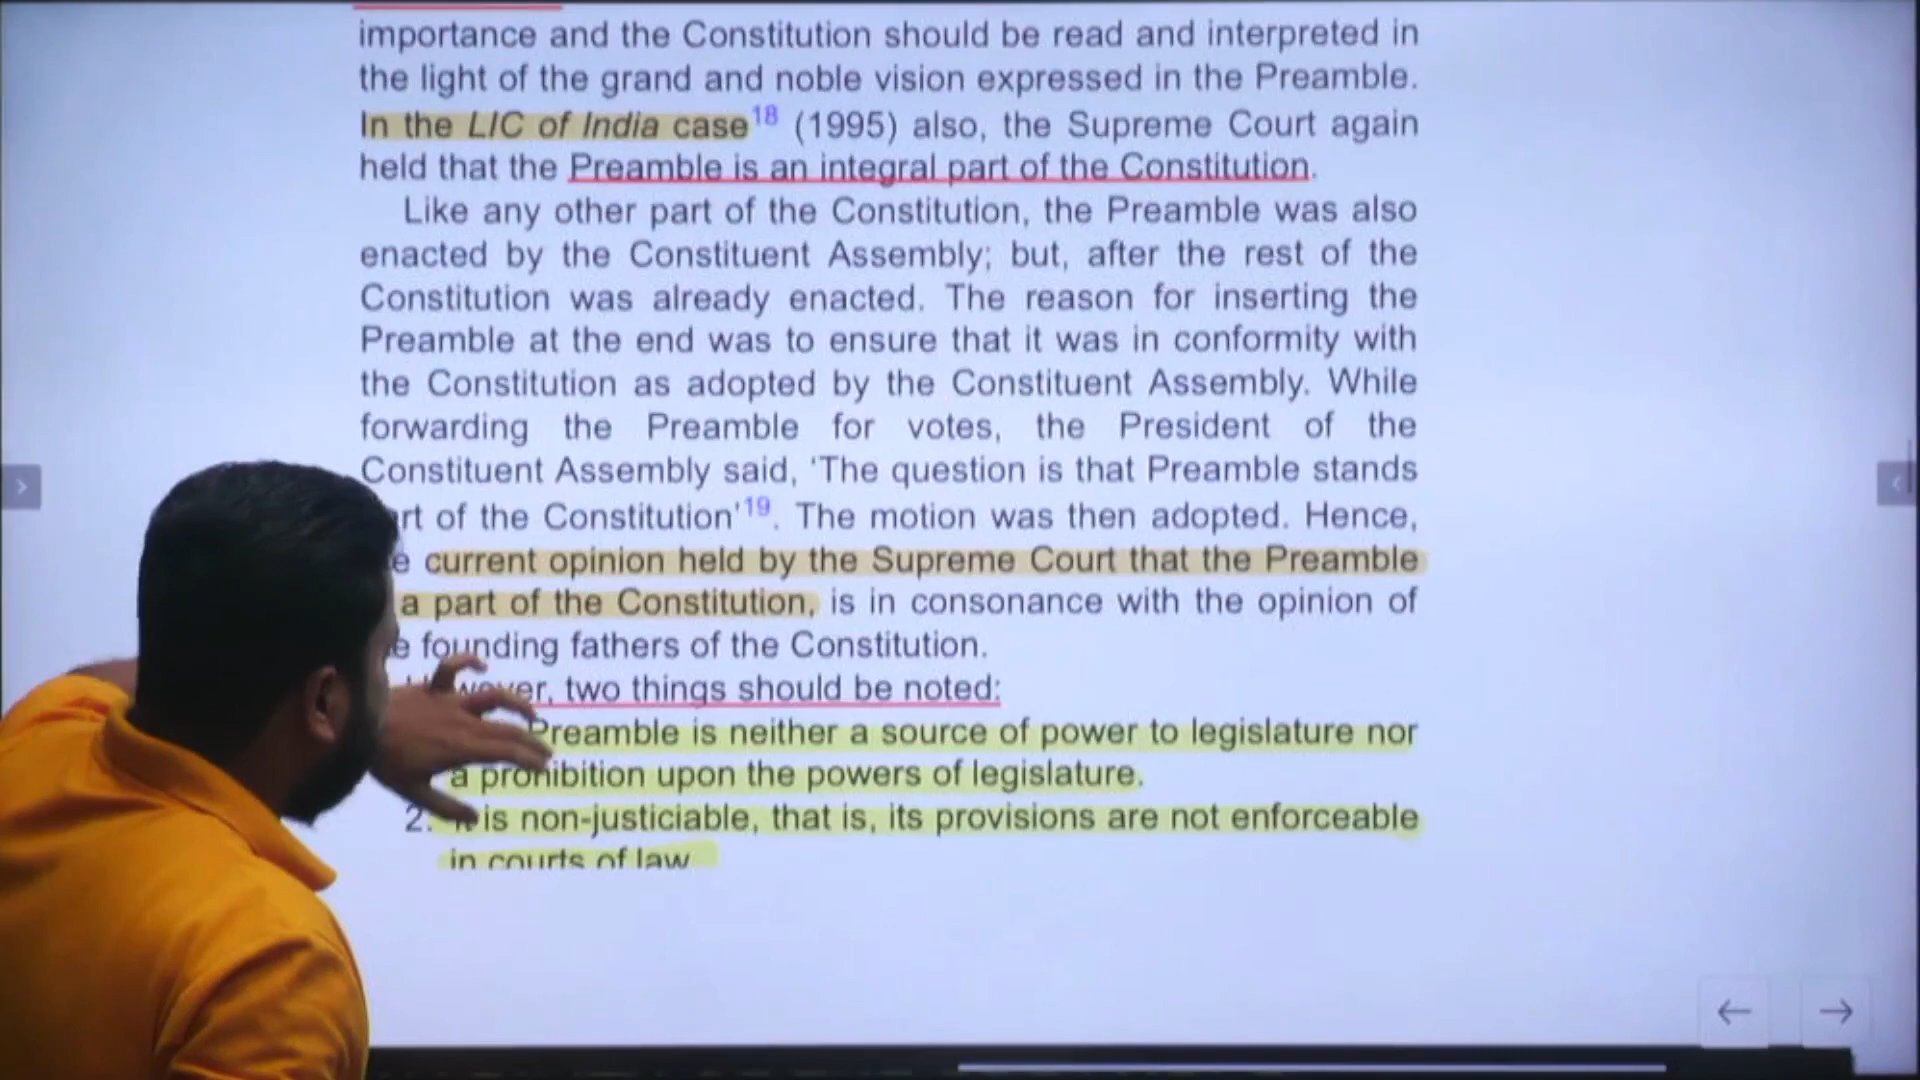 importance and the Constitution should be read and interpreted in
the light of the grand and noble vision expressed in the Preamble.
In the LIC of India case18 (1995) also, the Supreme Court again
held that the Preamble is an integral part of the Constitution.
Like any other part of the Constitution, the Preamble was also
enacted by the Constituent Assembly; but, after the rest of the
Constitution was already enacted. The reason for inserting the
Preamble at the end was to ensure that it was in conformity with
the Constitution as adopted by the Constituent Assembly. While
forwarding the Preamble for votes, the President of the
Constituent Assembly said, ‘The question is that Preamble stands
of the Constitution’19. The motion was then adopted. Hence,
current opinion held by the Supreme Court that the Preamble
a part of the Constitution, is in consonance with the opinion of
founding fathers of the Constitution.
two things should be noted:
Preamble is neither a source of power to legislature nor
a prohibition upon the powers of legislature.
2. It is non-justiciable, that is, its provisions are not enforceable
in courts of law